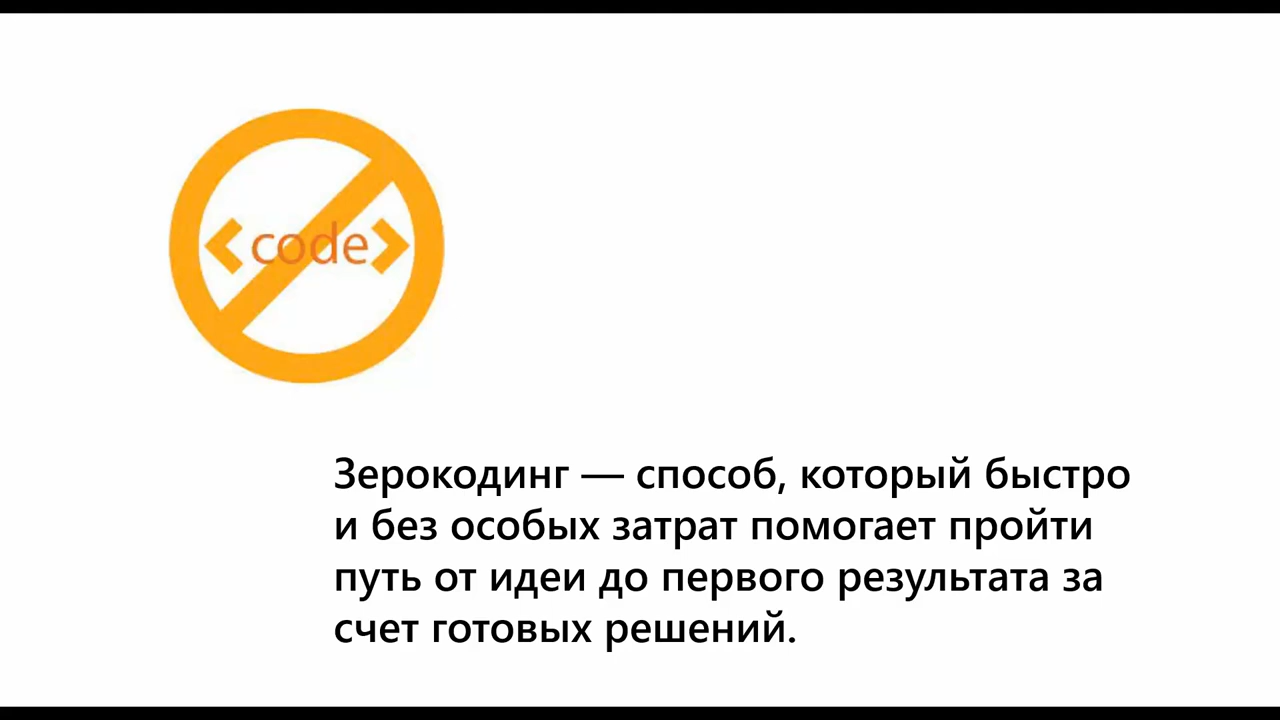 <code>
Зерокодинг — способ, который быстро
и без особых затрат помогает пройти
путь от идеи до первого результата за
счет готовых решений.